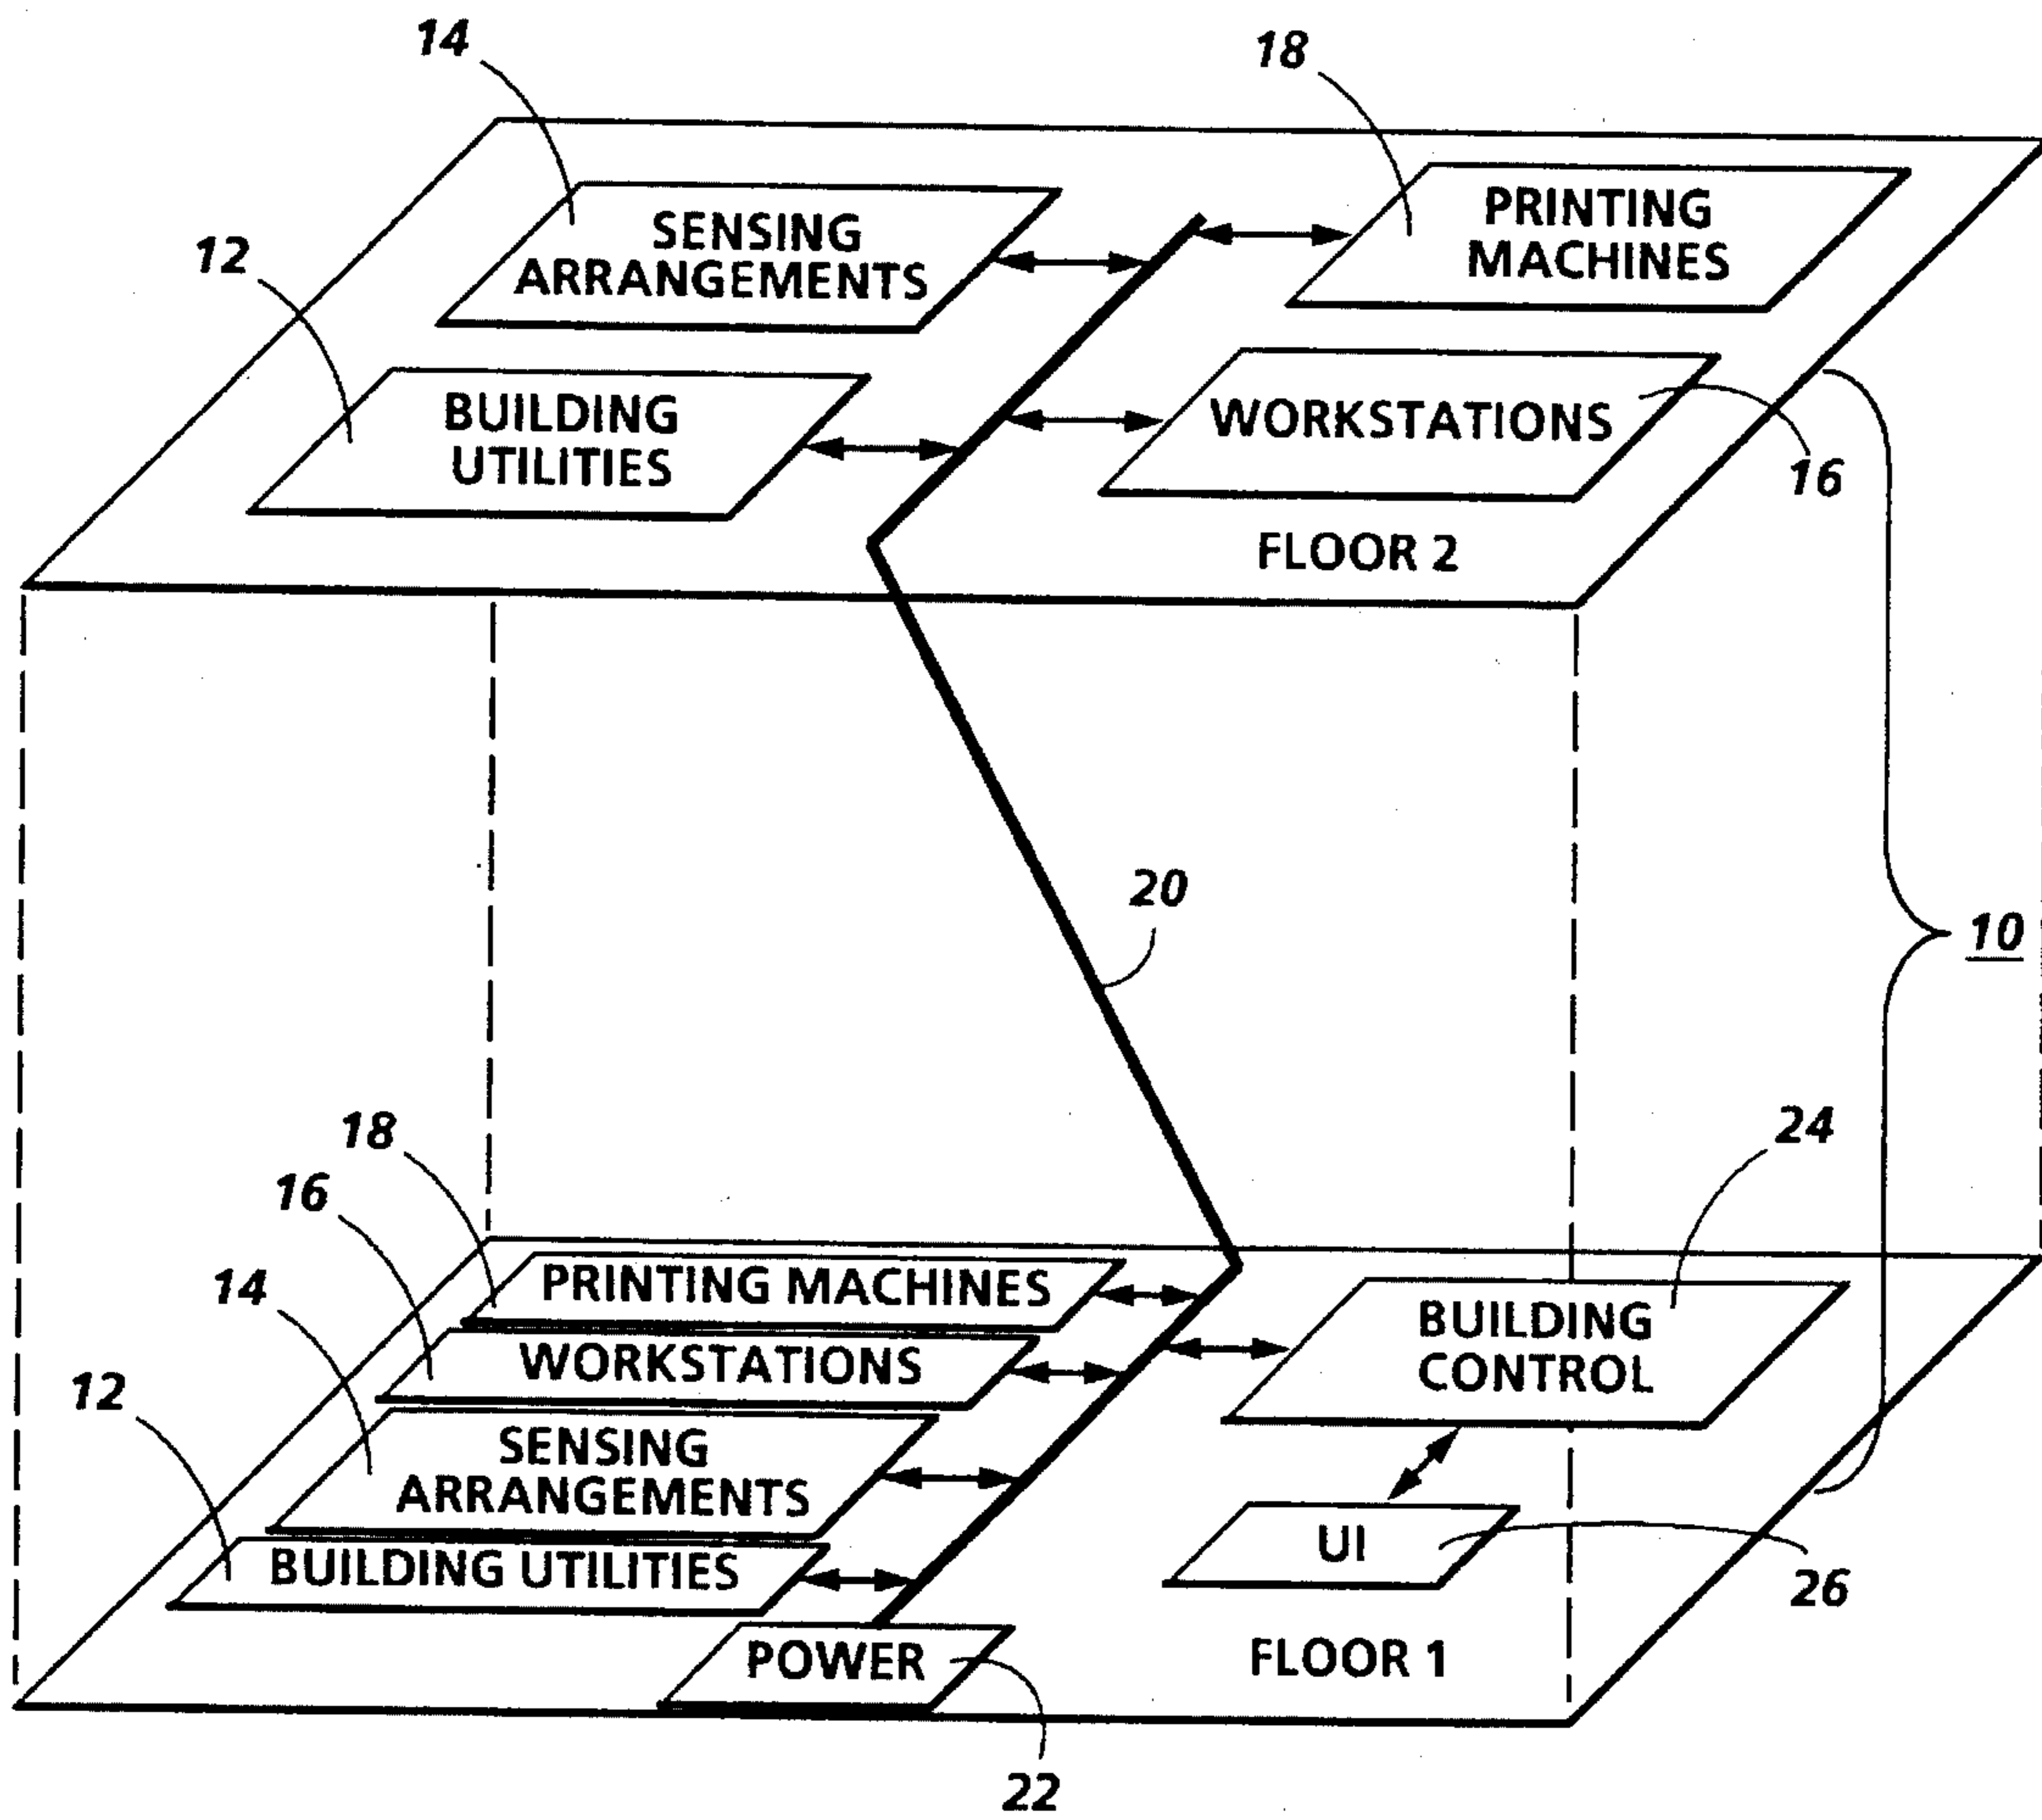 14
18
SENSING
ARRANGEMENTS
PRINTING
MACHINES
12
BUILDING
UTILITIES
WORKSTATIONS
16
FLOOR 2
20
10
18
24
16
PRINTING MACHINES
BUILDING
CONTROL
14
WORKSTATIONS
12
SENSING
ARRANGEMENTS
UI
BUILDING UTILITIES
26
POWER
FLOOR 1
22